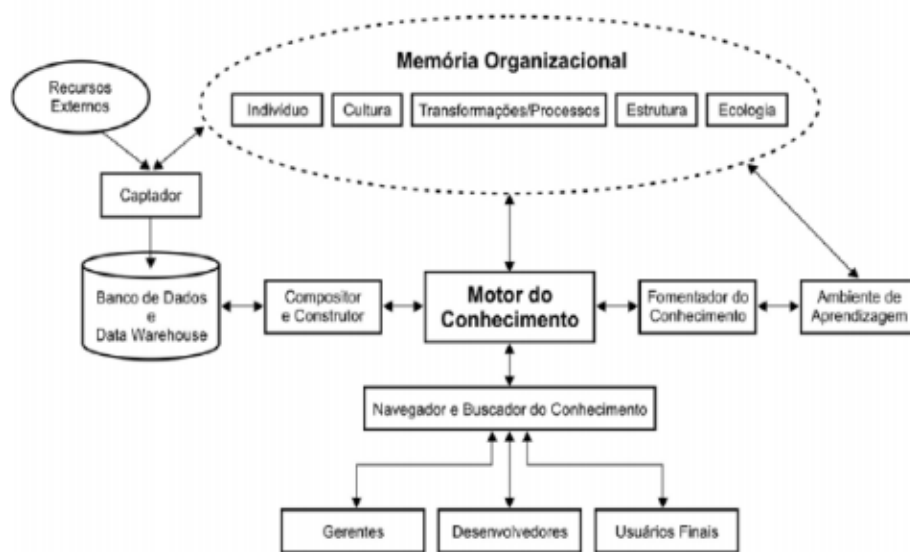 Memória Organizacional
Recursos
Externos
Indivíduo
Cultura
Transformações/Processos
Estrutura
Ecologia
Captador
Banco de Dados
e
Data Warehouse
Compositor
e Construtor
Motor do
Conhecimento
Fomentador do
Conhecimento
Ambiente de
Aprendizagem
Navegador e Buscador do Conhecimento
Gerentes
Desenvolvedores
Usuários Finais